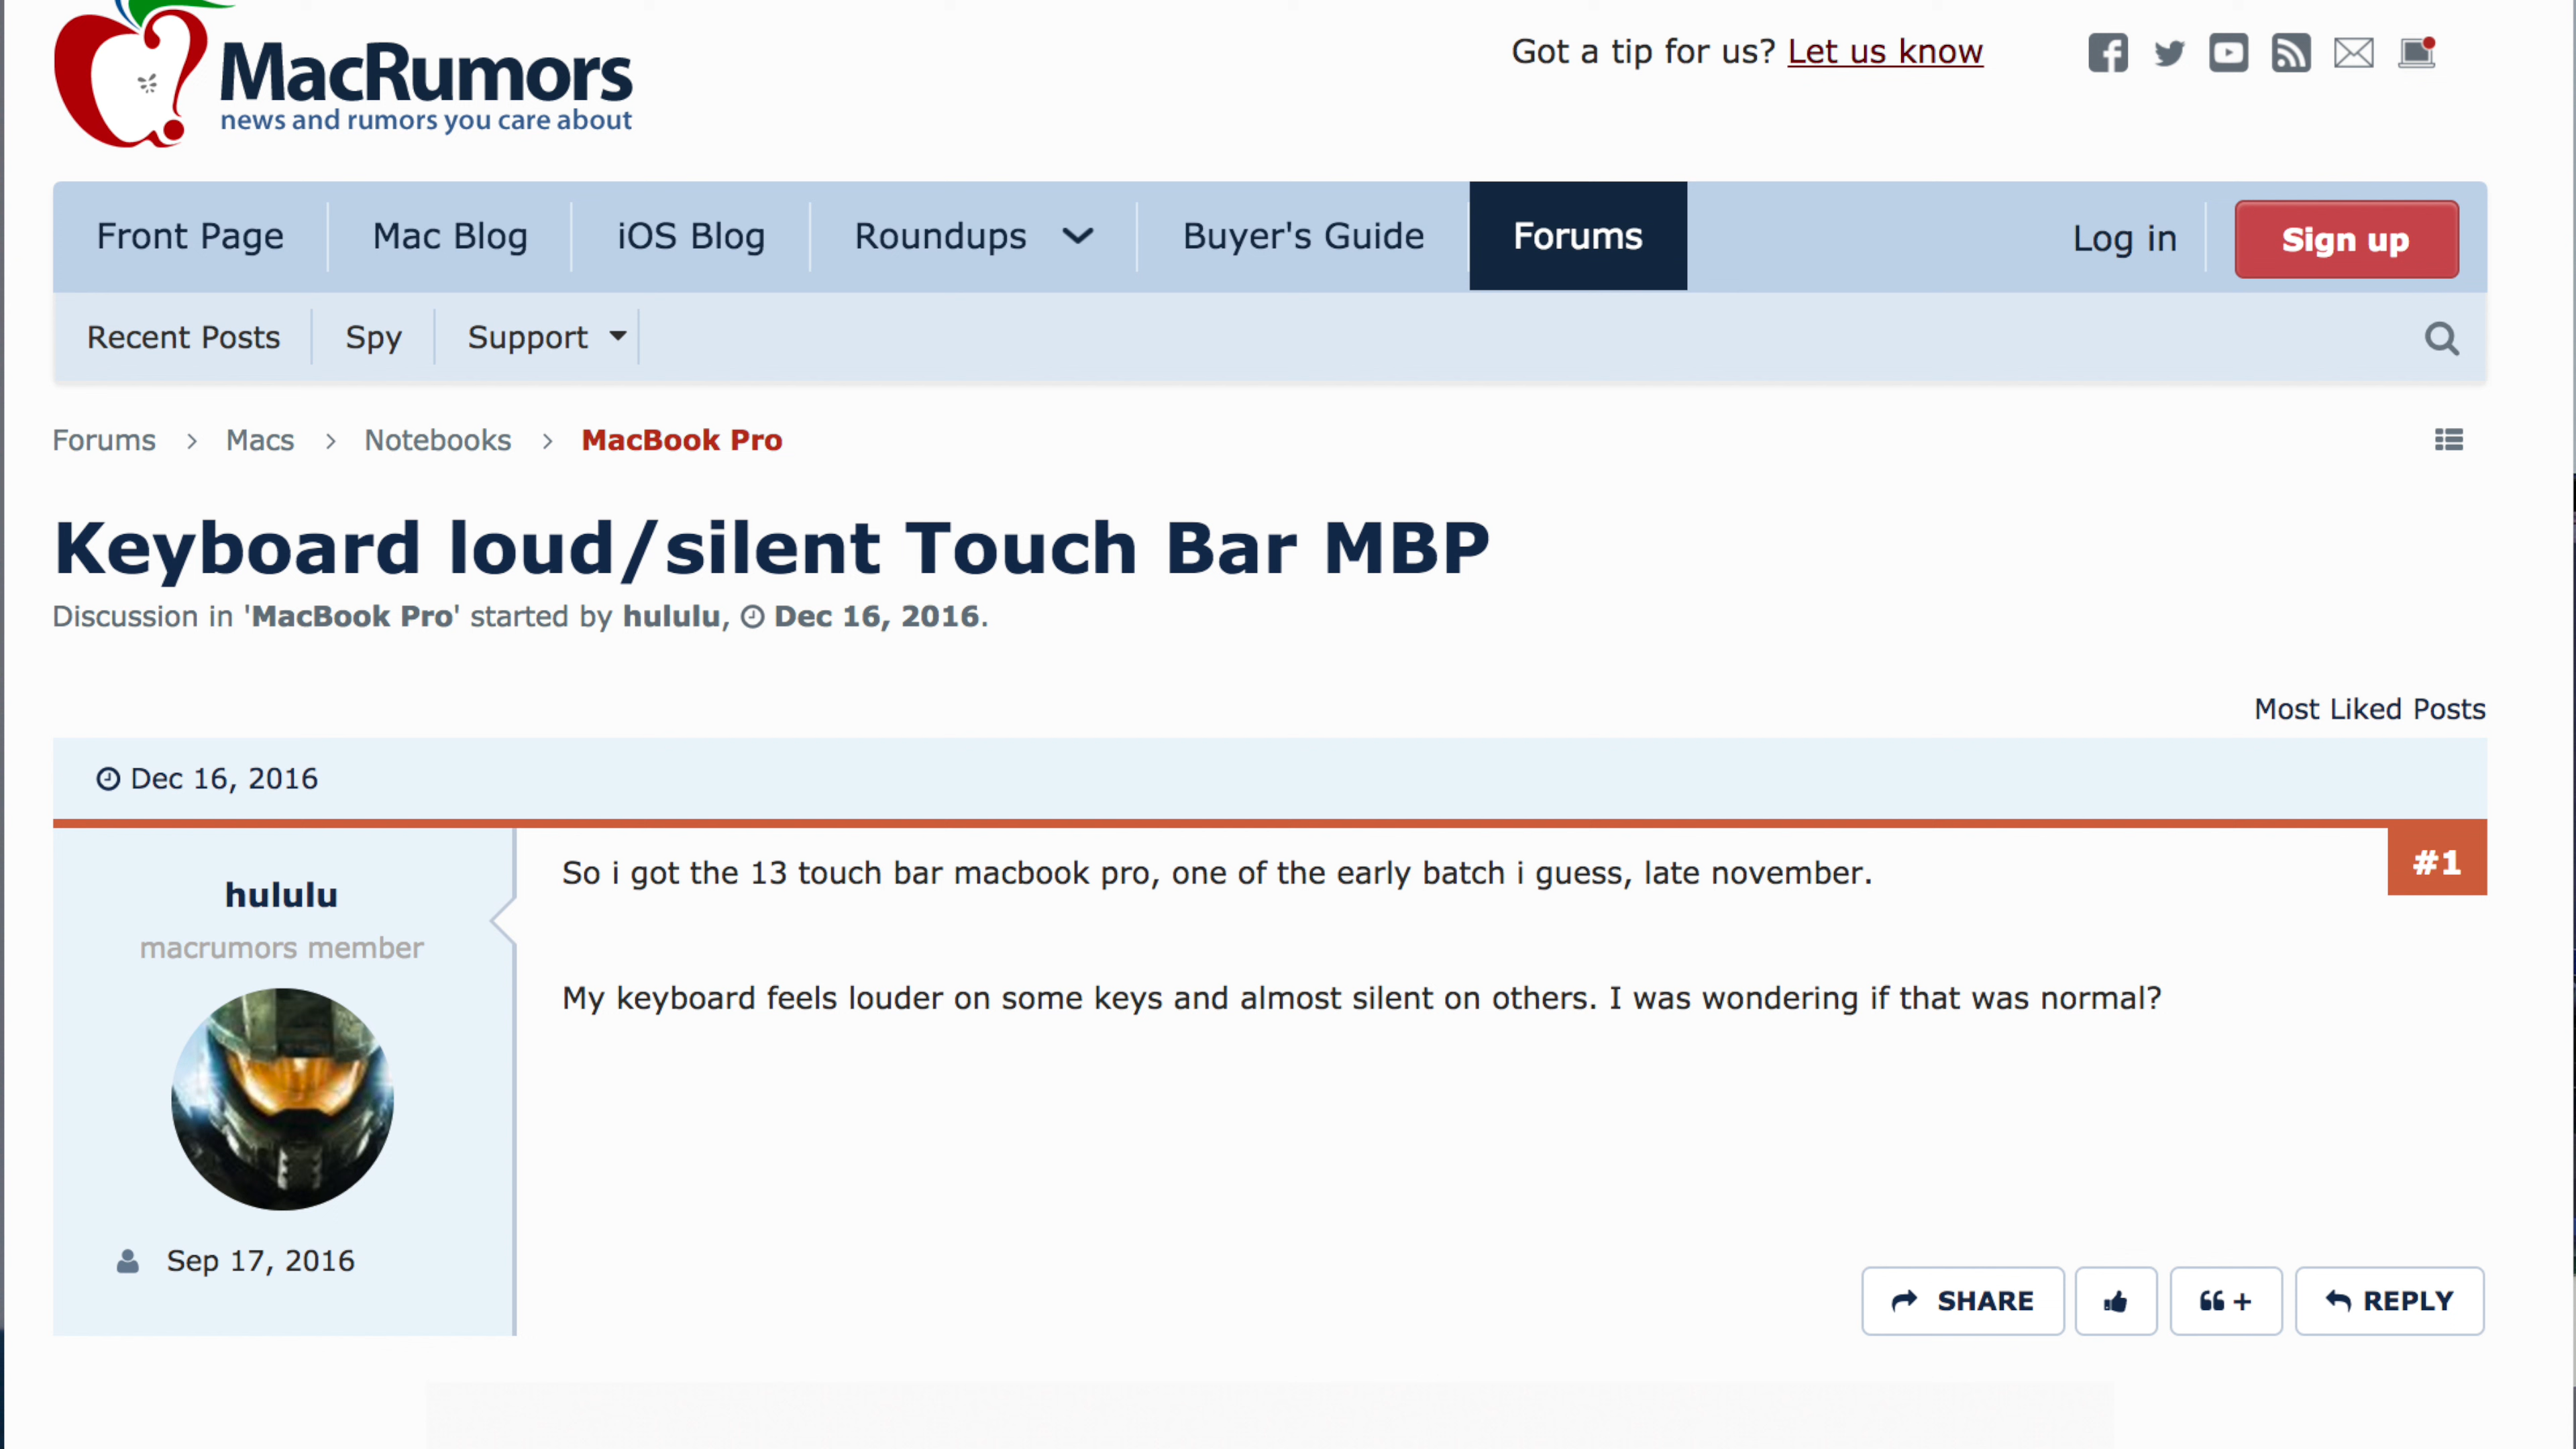 MacRumors
news and rumors you care about
Got a tip for us? Let us know
Front Page Mac Blog iOS Blog Roundups Buyer's Guide Forums Log in Sign up
Recent Posts Spy Support
Forums > Macs > Notebooks > MacBook Pro
Keyboard loud/silent Touch Bar MBP
Discussion in 'MacBook Pro' started by hululu, Dec 16, 2016.
Most Liked Posts
Dec 16, 2016
#1
hululu
macrumors member
Sep 17, 2016
So i got the 13 touch bar macbook pro, one of the early batch i guess, late november.
My keyboard feels louder on some keys and almost silent on others. I was wondering if that was normal?
SHARE “+ REPLY